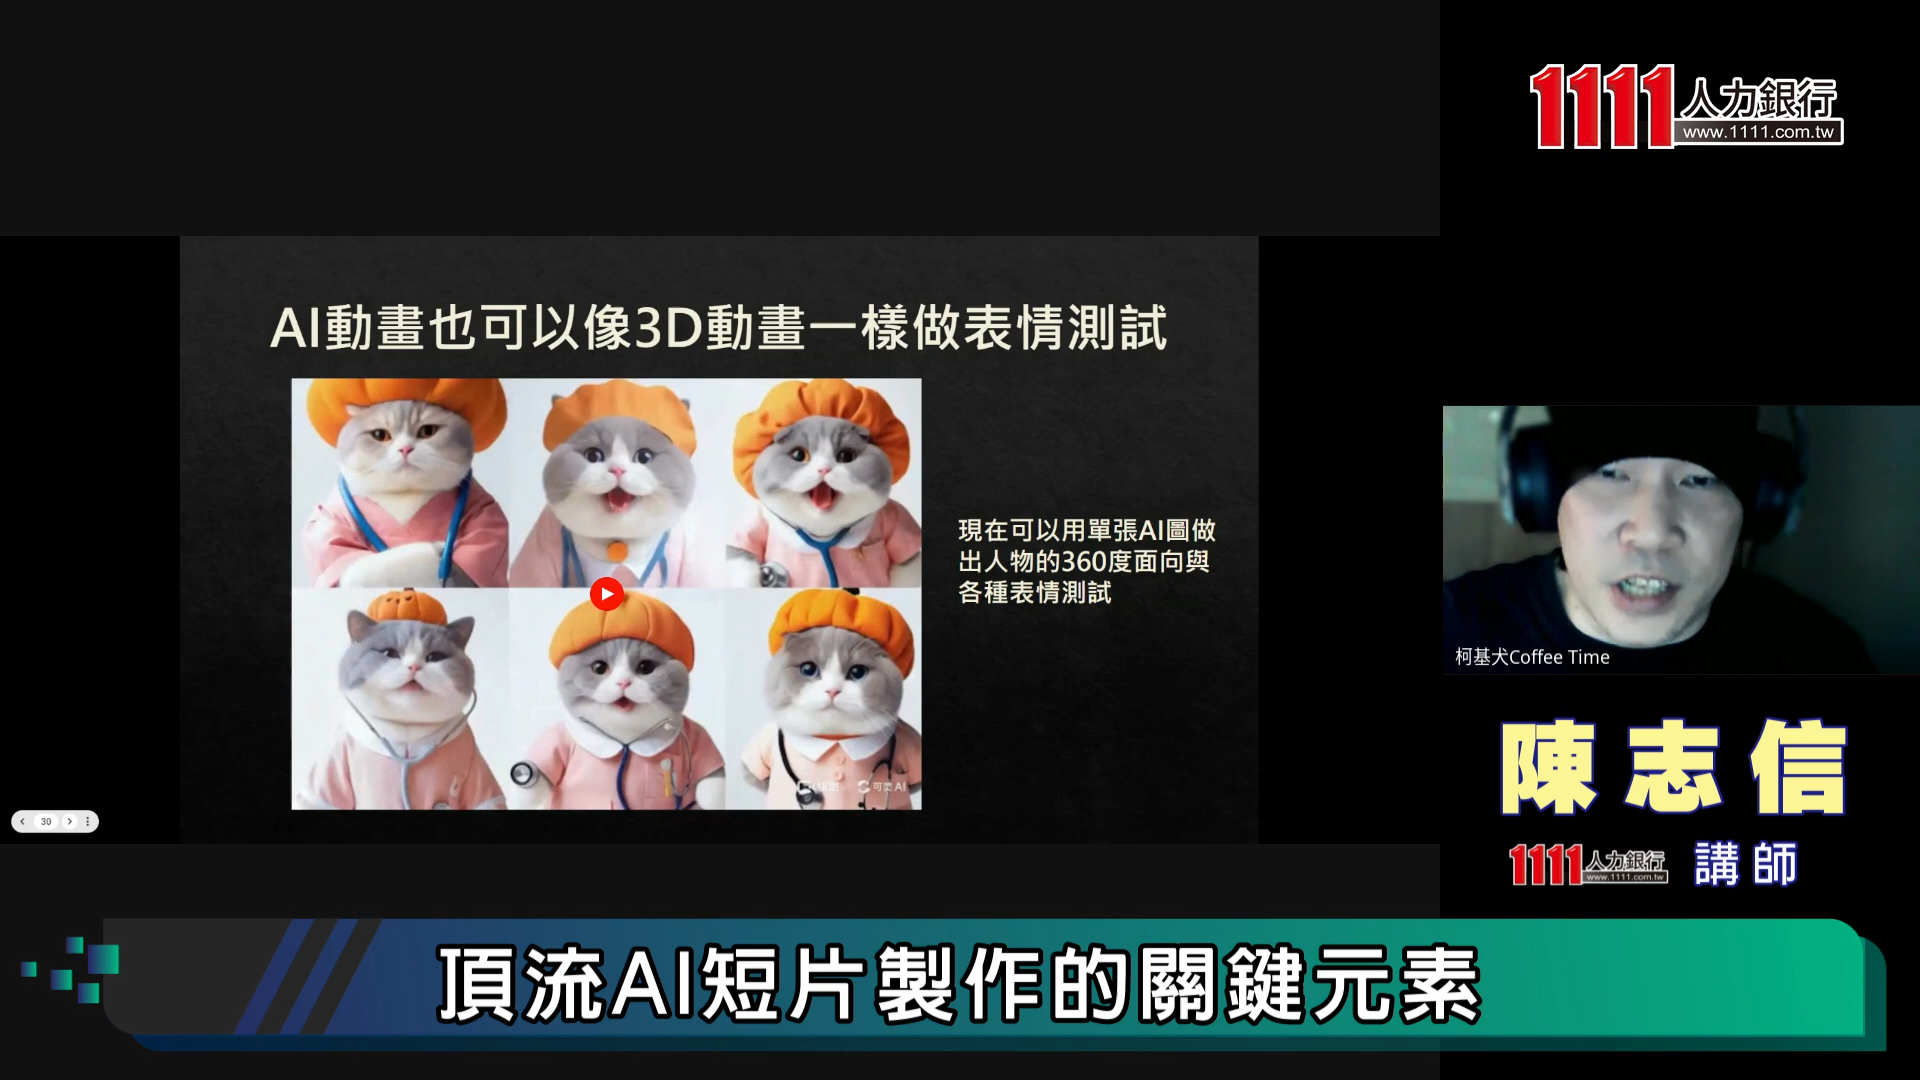 1111人力銀行
www.1111.com.tw
AI動畫也可以像3D動畫一樣做表情測試
現在可以用單張AI圖做
出人物的360度面向與
各種表情測試
可灵AI
30
柯基犬Coffee Time
陳志信
1111人力銀行
www.1111.com.tw
講師
頂流AI短片製作的關鍵元素